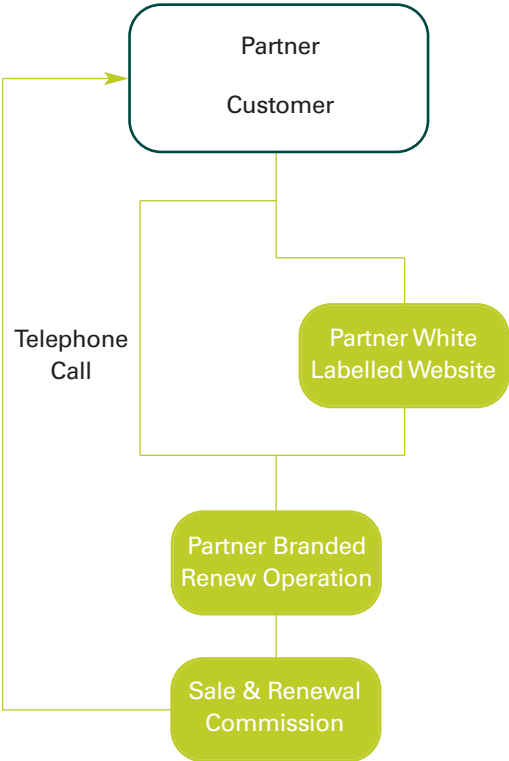 Partner
Customer
Telephone
Call
Partner White
Labelled Website
Partner Branded
Renew Operation
Sale & Renewal
Commission